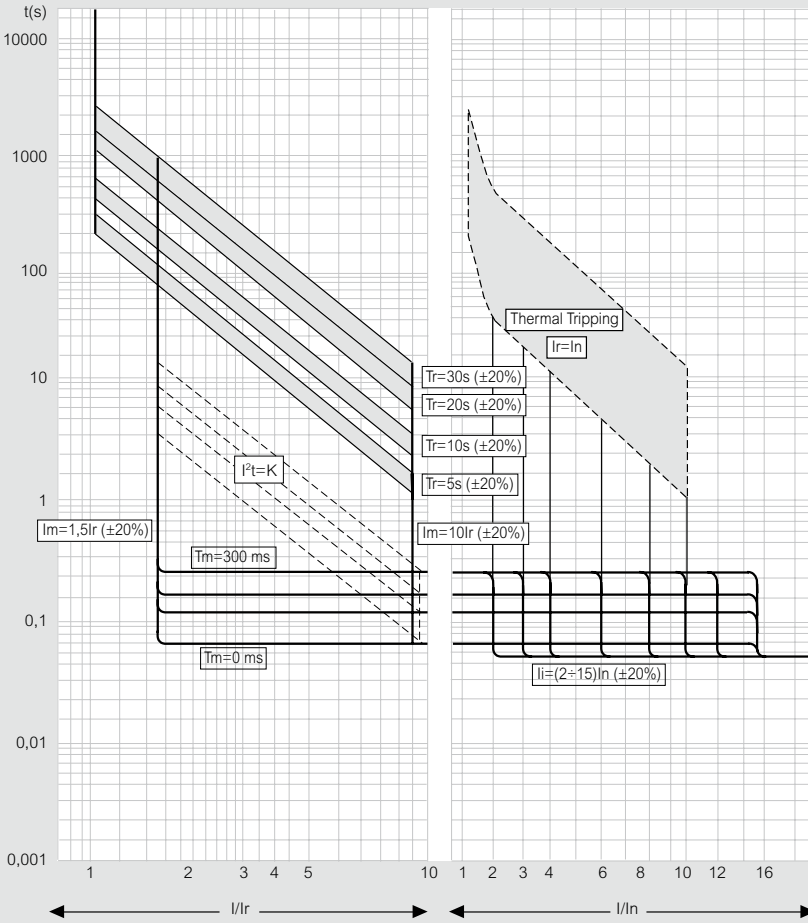 t(s)
10000
1000
100
10
1
0,1
0,01
0,001
Thermal Tripping
Ir=In
Tr=30s (±20%)
Tr=20s (±20%)
Tr=10s (±20%)
Tr=5s (±20%)
I²t=K
Im=1,5Ir (±20%)
Im=10Ir (±20%)
Tm=300 ms
Tm=0 ms
Ii=(2÷15)In (±20%)
1 2 3 4 5 10
1 2 3 4 6 8 10 12 16
I/Ir
I/In